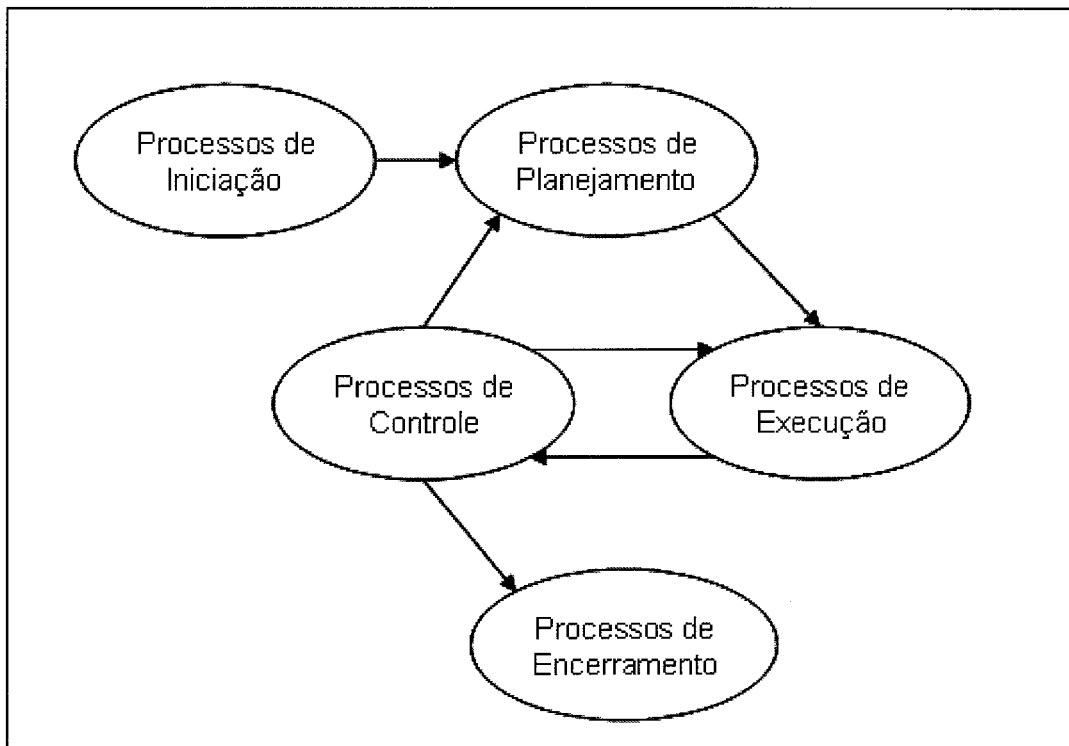 Processos de
Iniciação
Processos de
Planejamento
Processos de
Controle
Processos de
Execução
Processos de
Encerramento